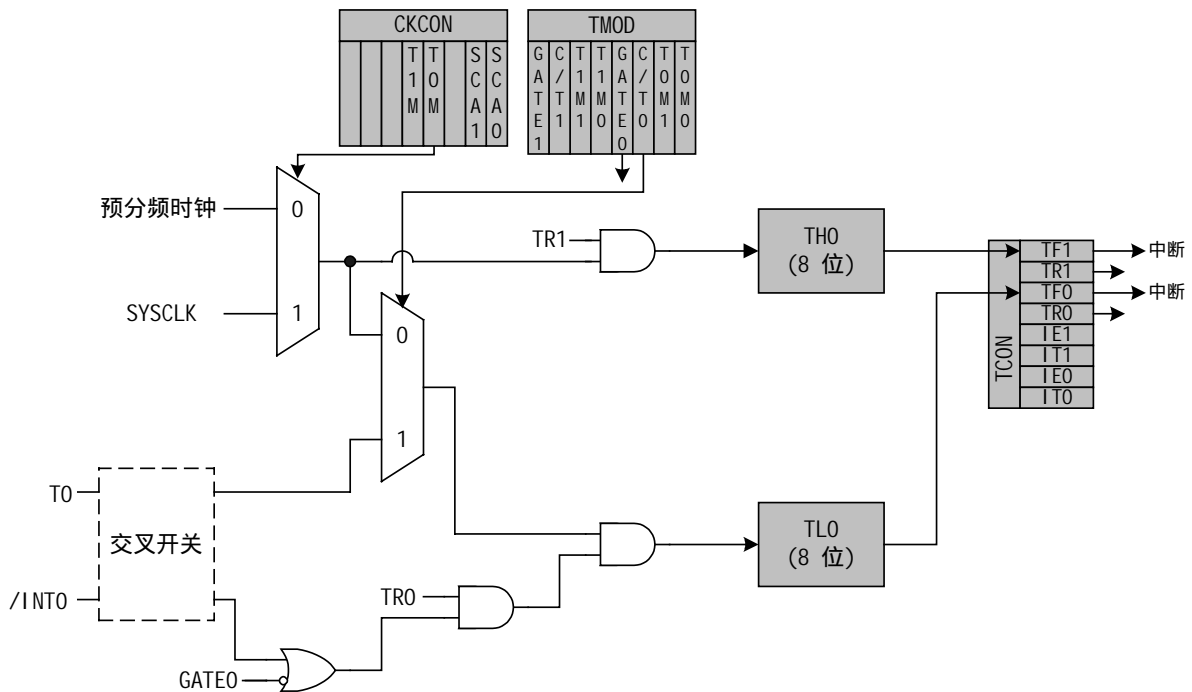 CKCON
T1M
T0M
SCA1
SCA0
TMOD
GATE1
C/T1
T1M1
T1M0
GATE0
C/T0
T0M1
T0M0
预分频时钟
0
SYSCLK
1
TR1
TH0
(8 位)
TCON
TF1
TR1
TF0
TR0
IE1
IT1
IE0
IT0
中断
中断
0
1
T0
交叉开关
/INT0
TR0
GATE0
TL0
(8 位)